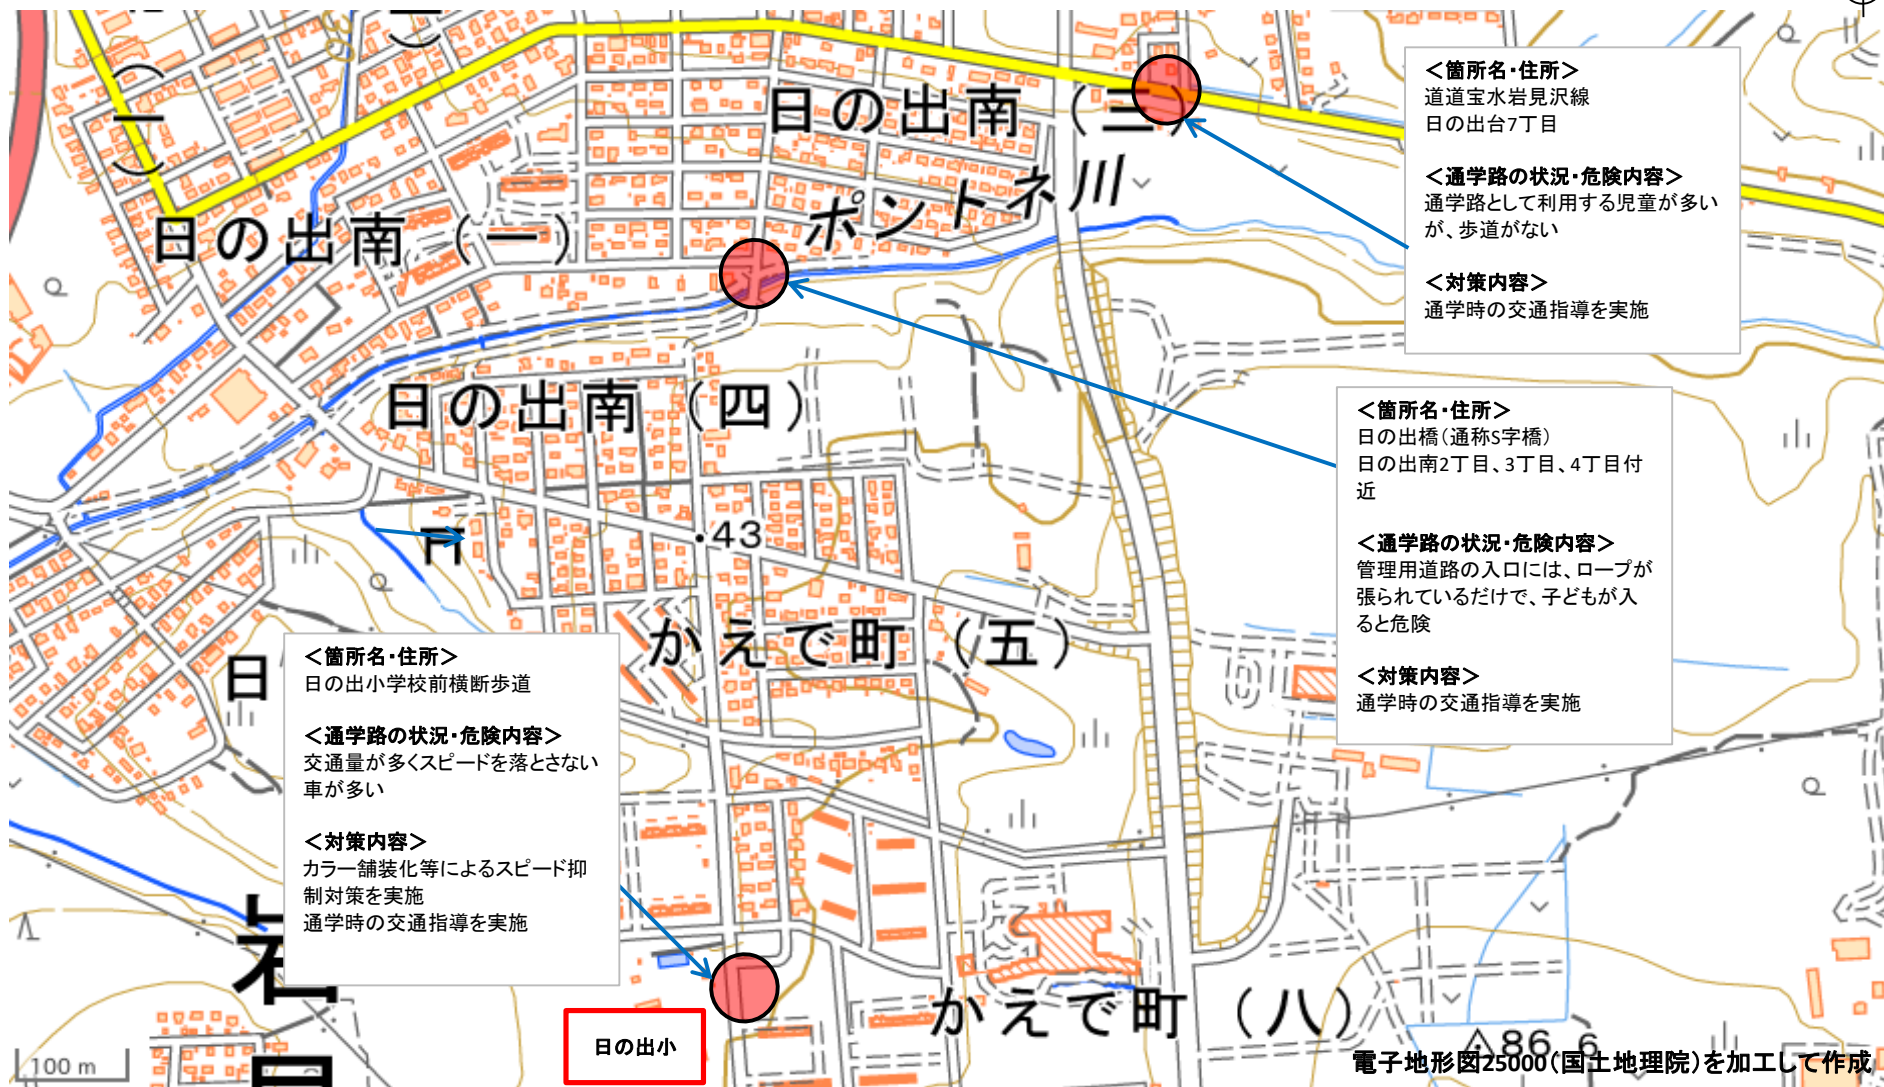 日の出南（三）
ポントネ川
日の出南（一）
日の出南（四）
・43
かえで町（五）
かえで町（八）
日
86.6
100 m
＜箇所名・住所＞
道道宝水岩見沢線
日の出台7丁目
＜通学路の状況・危険内容＞
通学路として利用する児童が多い
が、歩道がない
＜対策内容＞
通学時の交通指導を実施
＜箇所名・住所＞
日の出橋（通称S字橋）
日の出南2丁目、3丁目、4丁目付
近
＜通学路の状況・危険内容＞
管理用道路の入口には、ロープが
張られているだけで、子どもが入
ると危険
＜対策内容＞
通学時の交通指導を実施
＜箇所名・住所＞
日の出小学校前横断歩道
＜通学路の状況・危険内容＞
交通量が多くスピードを落とさない
車が多い
＜対策内容＞
カラー舗装化等によるスピード抑
制対策を実施
通学時の交通指導を実施
日の出小
電子地形図25000（国土地理院）を加工して作成